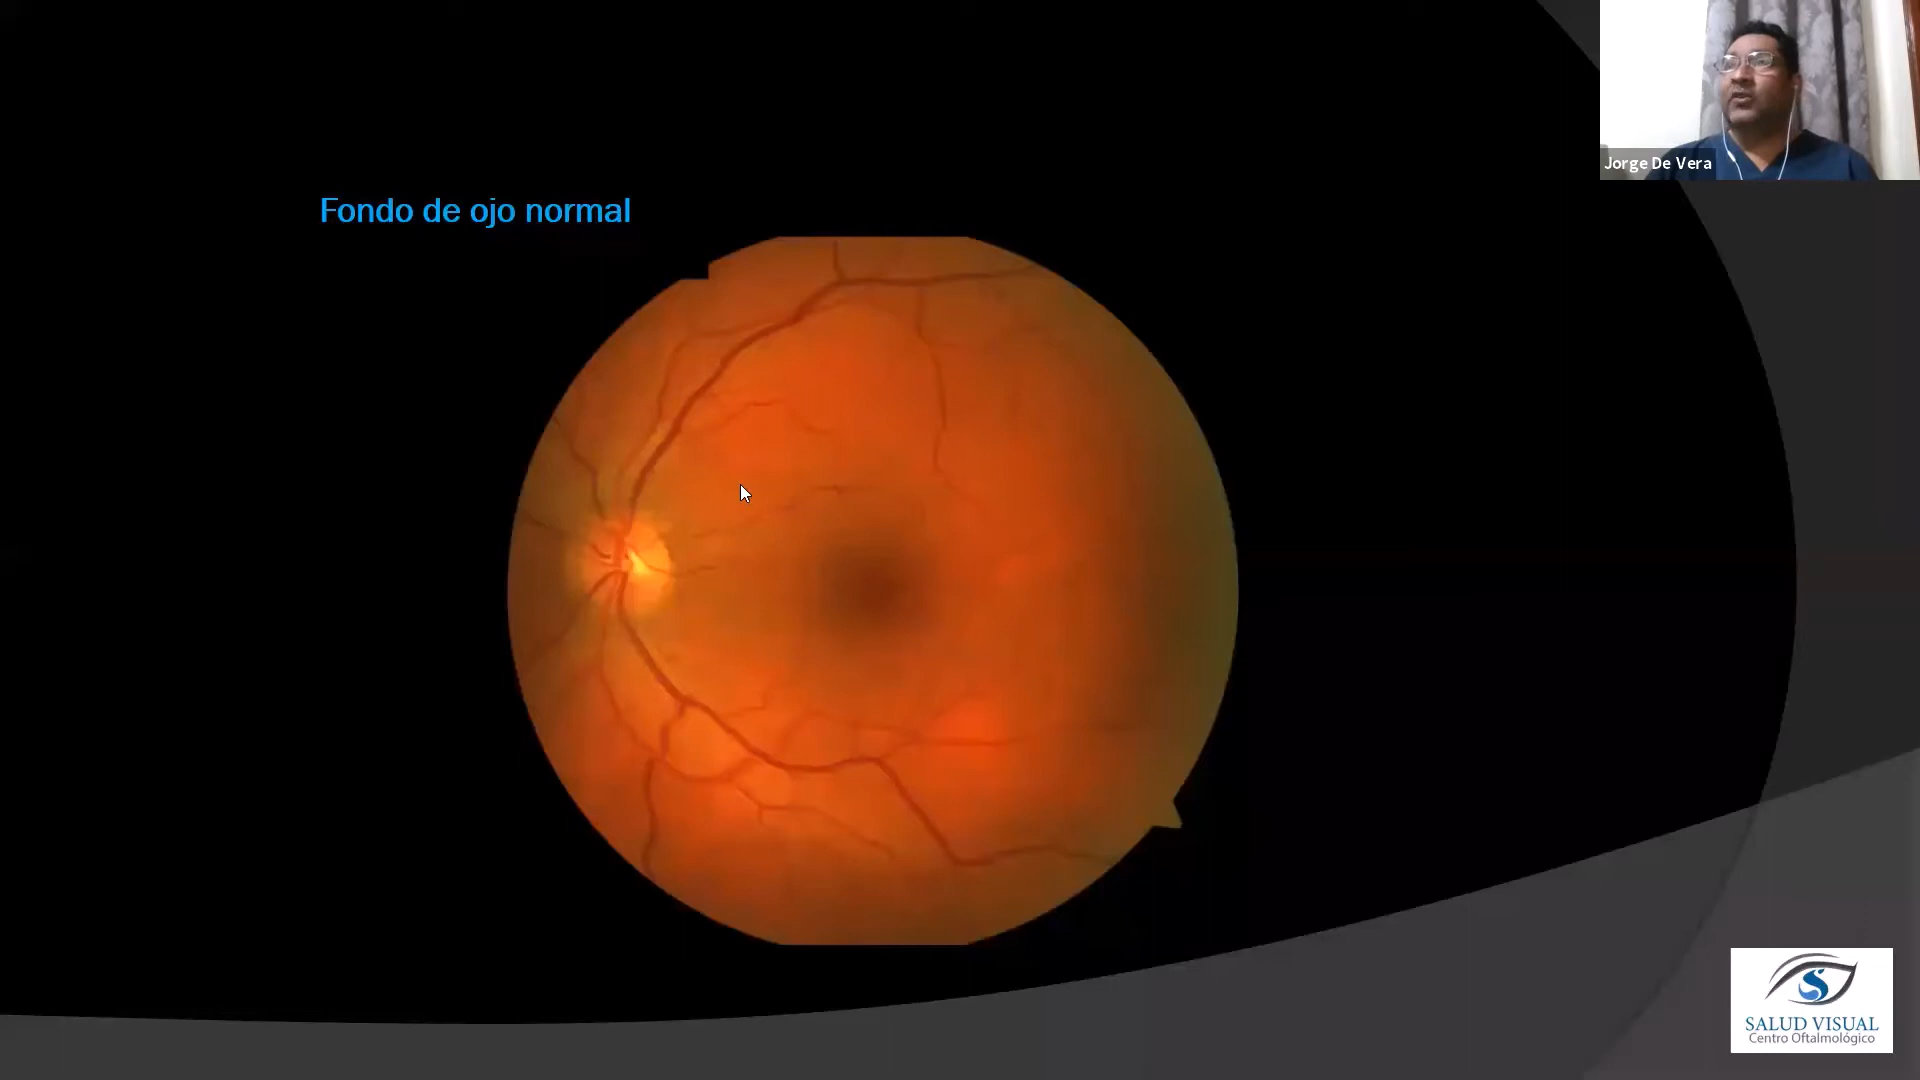 Jorge De Vera
Fondo de ojo normal
SALUD VISUAL
Centro Oftalmológico